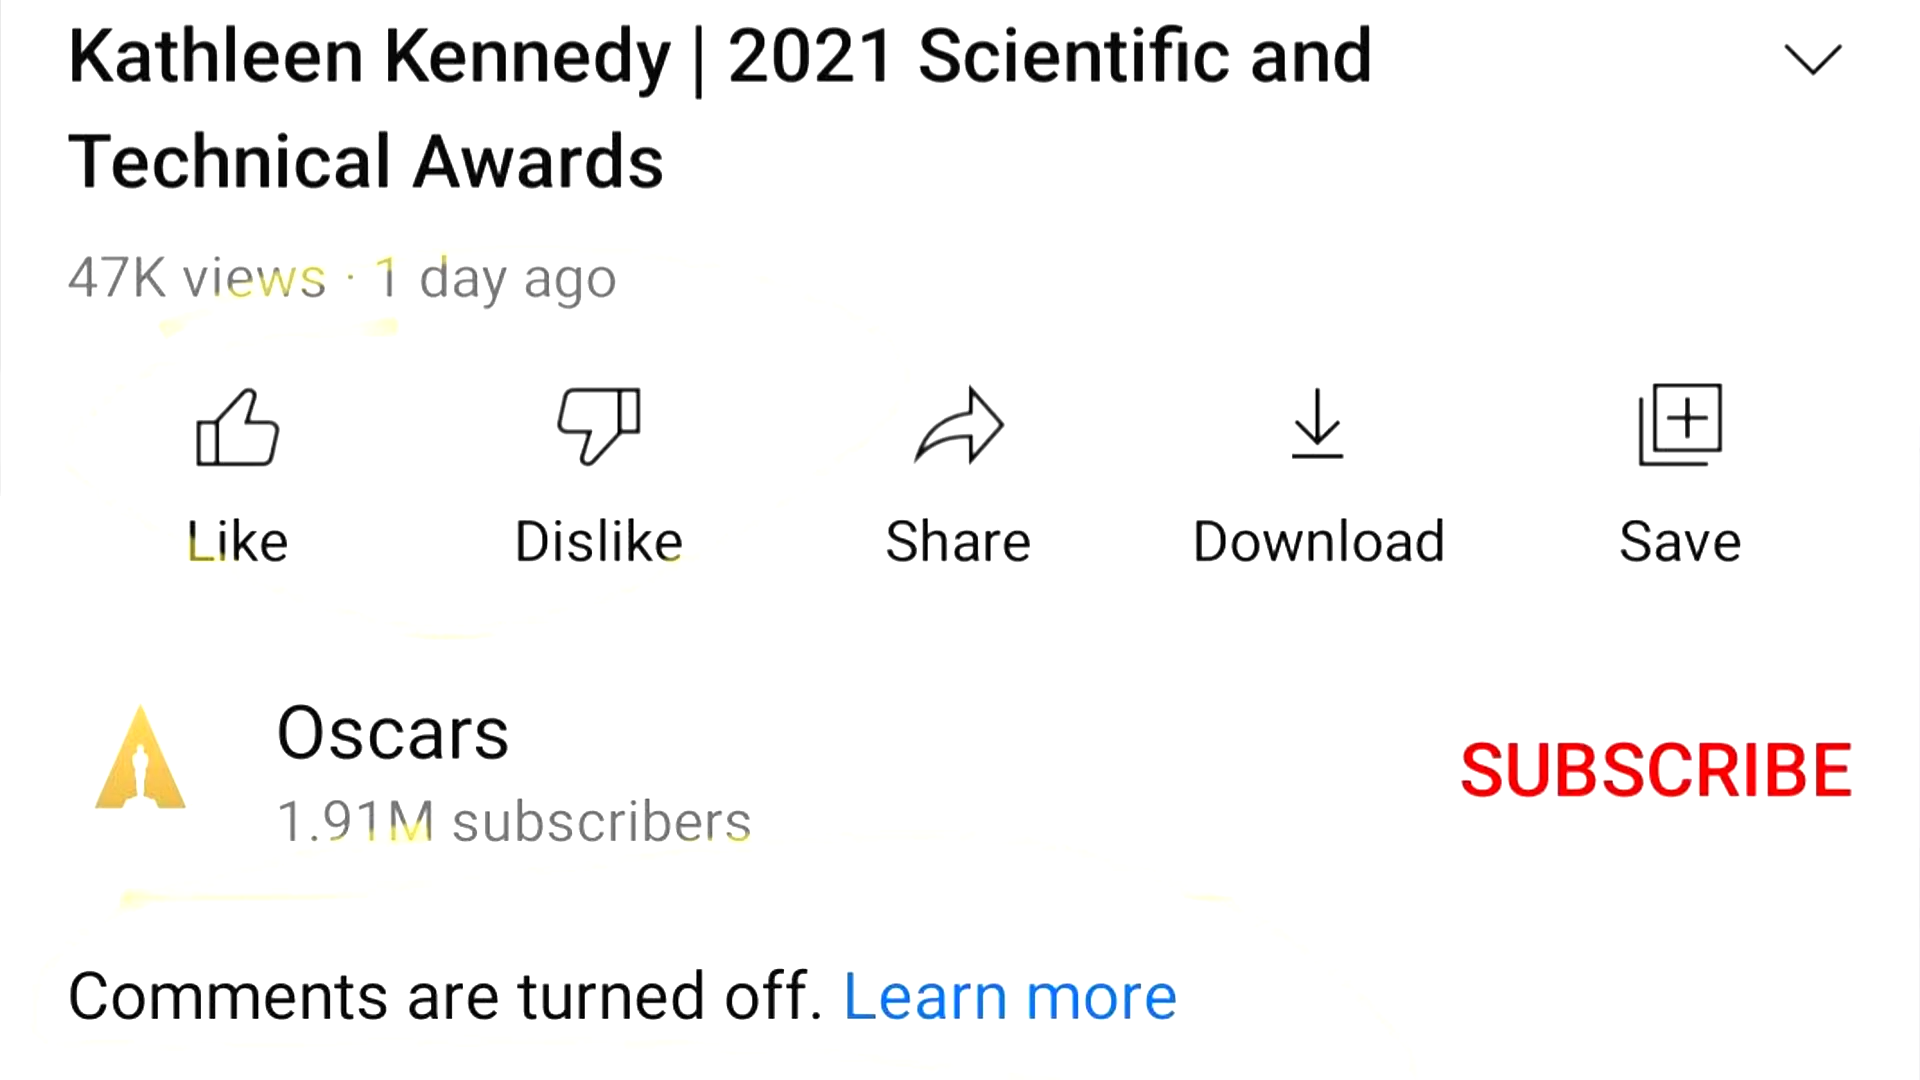 Kathleen Kennedy | 2021 Scientific and
Technical Awards
47K views · 1 day ago
Like Dislike Share Download Save
Oscars
SUBSCRIBE
1.91M subscribers
Comments are turned off. Learn more